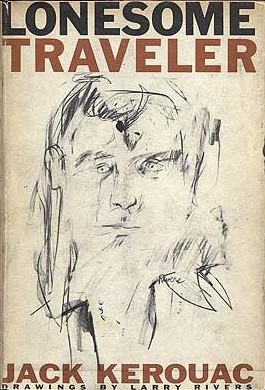 LONESOME
TRAVELER
JACK KEROUAC
DRAWINGS BY LARRY RIVERS